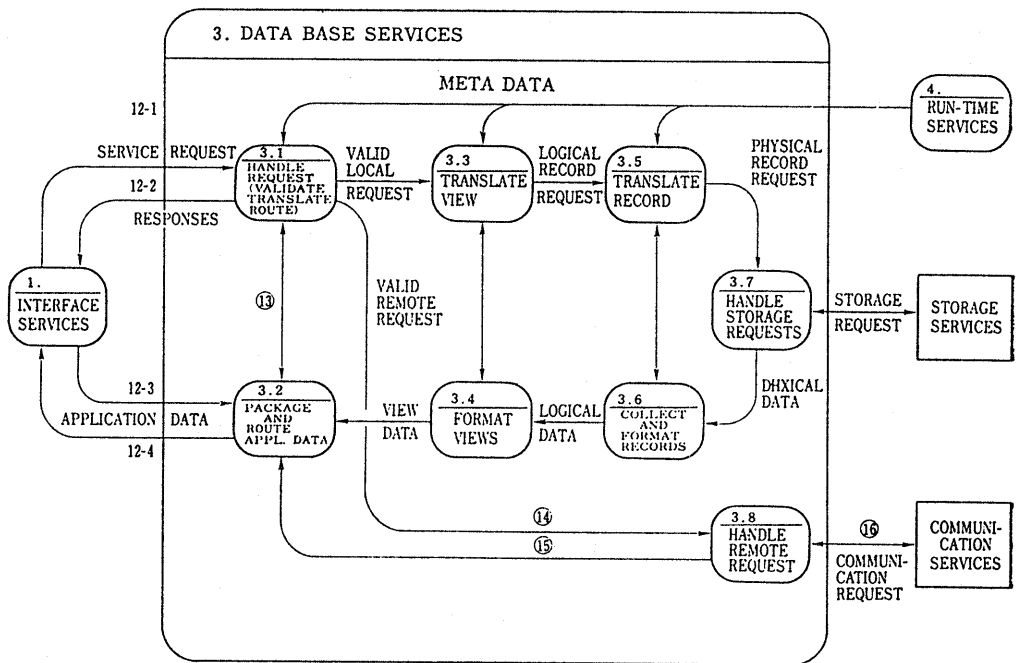 3. DATA BASE SERVICES
META DATA
4.
RUN-TIME
SERVICES
12-1
SERVICE REQUEST
12-2
RESPONSES
3.1
HANDLE
REQUEST
(VALIDATE
TRANSLATE
ROUTE)
VALID
LOCAL
REQUEST
3.3
TRANSLATE
VIEW
LOGICAL
RECORD
REQUEST
3.5
TRANSLATE
RECORD
PHYSICAL
RECORD
REQUEST
1.
INTERFACE
SERVICES
⑬
VALID
REMOTE
REQUEST
3.7
HANDLE
STORAGE
REQUESTS
STORAGE
REQUEST
STORAGE
SERVICES
12-3
APPLICATION DATA
12-4
3.2
PACKAGE
AND
ROUTE
APPL. DATA
VIEW
DATA
3.4
FORMAT
VIEWS
LOGICAL
DATA
3.6
COLLECT
AND
FORMAT
RECORDS
DHXICAL
DATA
⑭
⑮
3.8
HANDLE
REMOTE
REQUEST
⑯
COMMUNI-
CATION
REQUEST
COMMUNI-
CATION
SERVICES